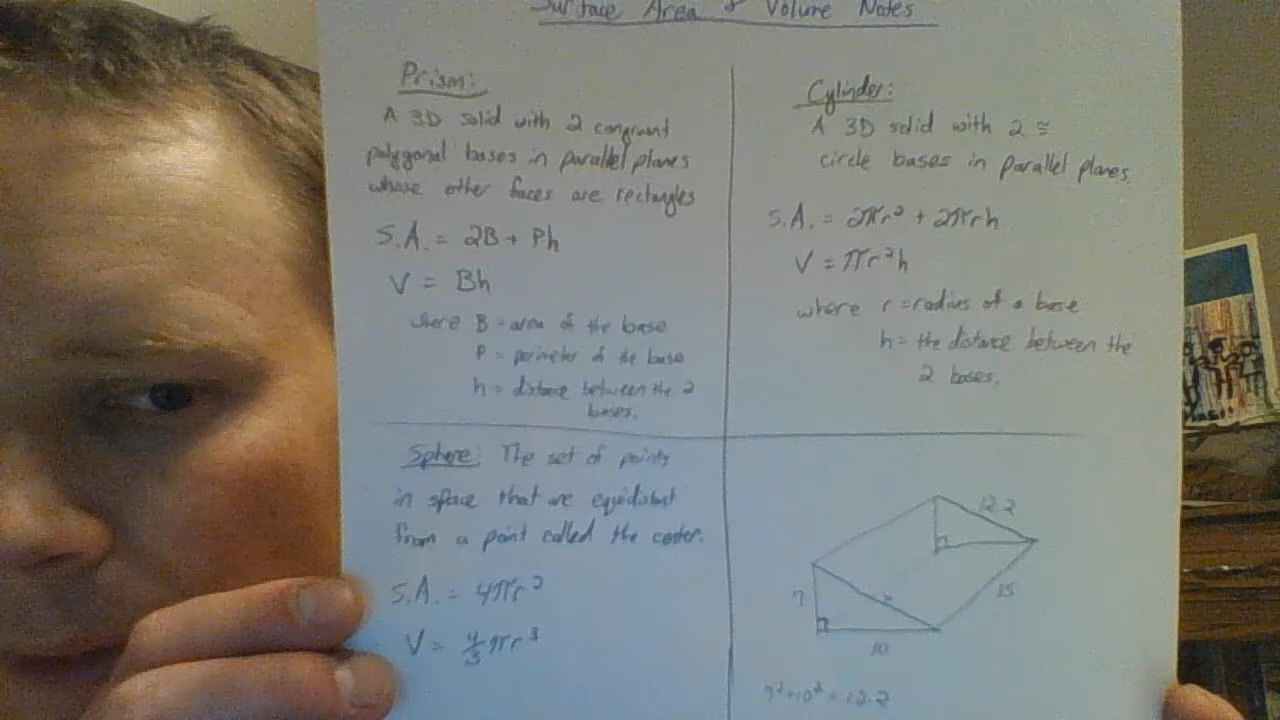 Surface Area & Volume Notes
Prism:
A 3D solid with 2 congruent
polygonal bases in parallel planes
whose other faces are rectangles
S.A. = 2B + Ph
V = Bh
where B = area of the base
P = perimeter of the base
h = distance between the 2
bases.
Cylinder:
A 3D solid with 2 ≅
circle bases in parallel planes.
S.A. = 2πr² + 2πrh
V = πr²h
where r = radius of a base
h = the distance between the
2 bases.
Sphere: The set of points
in space that are equidistant
from a point called the center.
S.A. = 4πr²
V = 4/3 πr³
12.2
7
x
15
10
7²+10² = 12.2